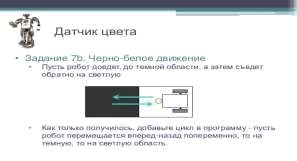 Датчик цвета
Задание 7b. Черно-белое движение
Пусть робот доедет, до темной области, а затем съедет
обратно на светлую
Как только получилось, добавьте цикл в программу - пусть
робот перемещается вперед-назад попеременно, то на
темную, то на светлую область.